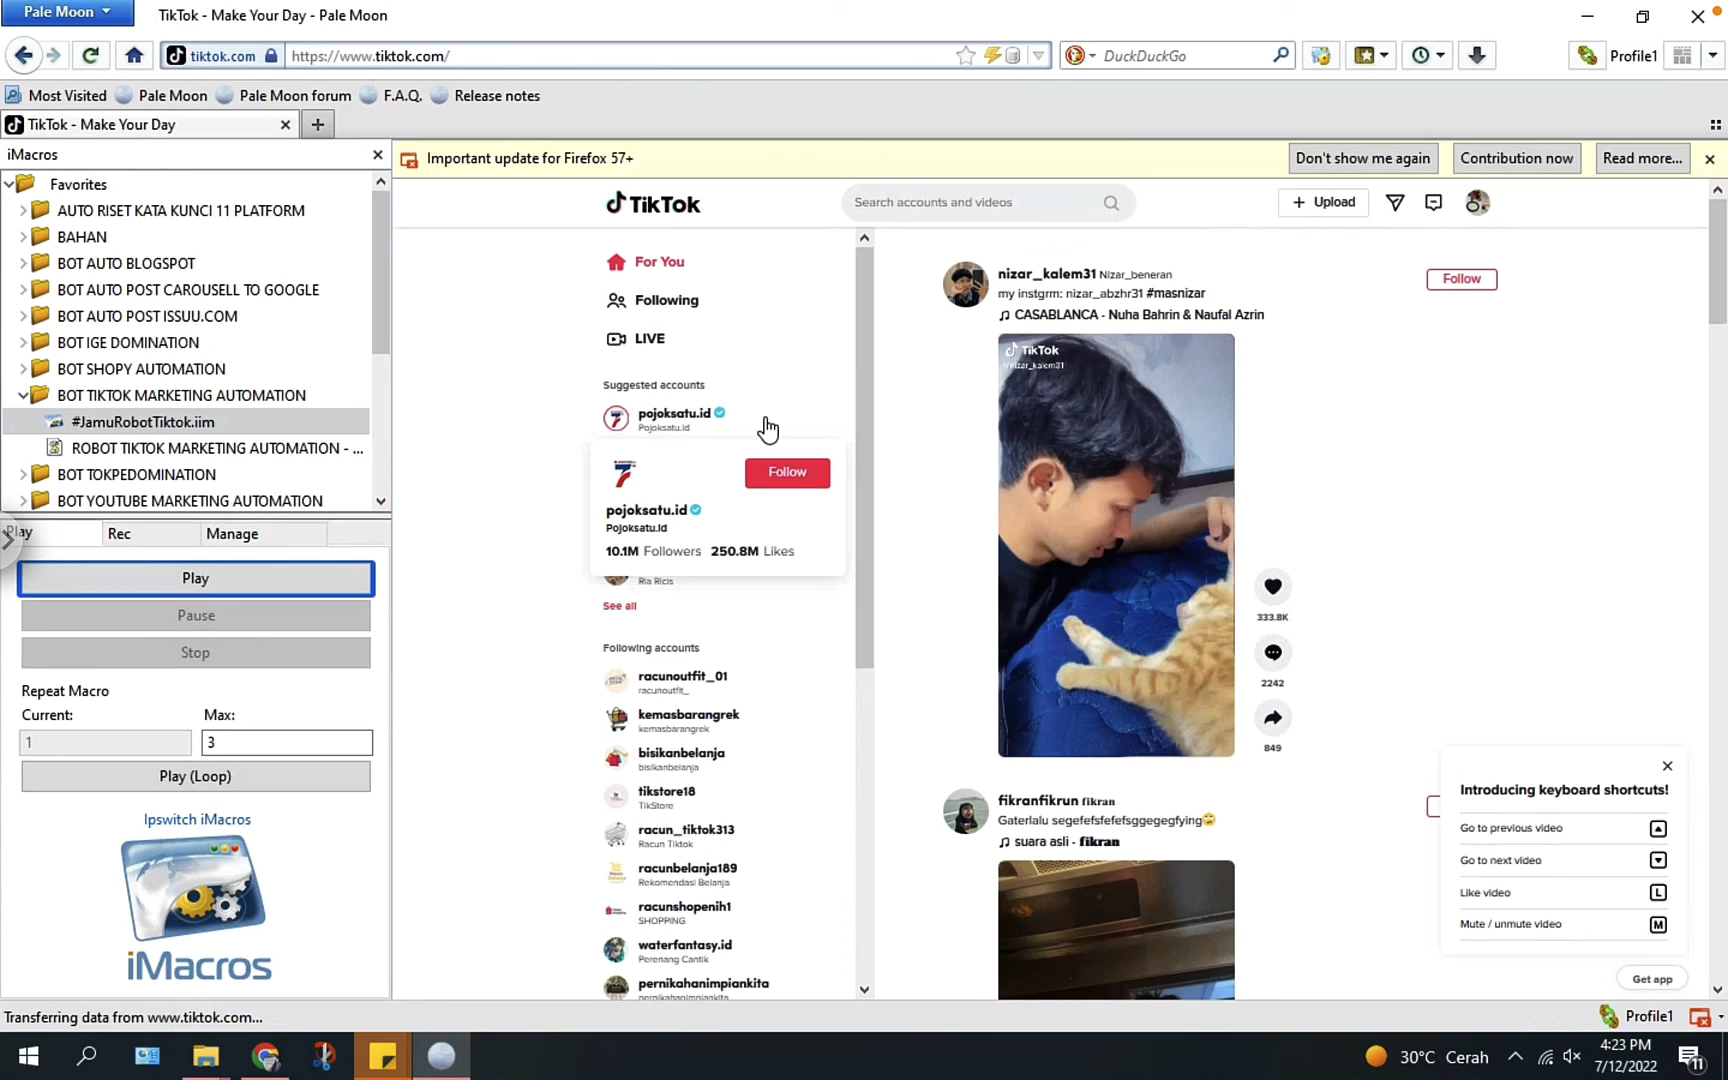 Pale Moon
TikTok - Make Your Day - Pale Moon
tiktok.com
https://www.tiktok.com/
DuckDuckGo
Profile1
Most Visited
Pale Moon
Pale Moon forum
F.A.Q.
Release notes
TikTok - Make Your Day
iMacros
Important update for Firefox 57+
Don't show me again
Contribution now
Read more...
Favorites
AUTO RISET KATA KUNCI 11 PLATFORM
BAHAN
BOT AUTO BLOGSPOT
BOT AUTO POST CAROUSELL TO GOOGLE
BOT AUTO POST ISSUU.COM
BOT IGE DOMINATION
BOT SHOPY AUTOMATION
BOT TIKTOK MARKETING AUTOMATION
#JamuRobotTiktok.iim
ROBOT TIKTOK MARKETING AUTOMATION - ...
BOT TOKPEDOMINATION
BOT YOUTUBE MARKETING AUTOMATION
Play
Rec
Manage
Play
Pause
Stop
Repeat Macro
Current:
Max:
1
3
Play (Loop)
Ipswitch iMacros
iMacros
TikTok
Search accounts and videos
Upload
For You
Following
LIVE
Suggested accounts
pojoksatu.id
Pojoksatu.id
Follow
pojoksatu.id
Pojoksatu.id
10.1M Followers 250.8M Likes
Ria Ricis
See all
Following accounts
racunoutfit_01
racunoutfit_
kemasbarangrek
kemasbarangrek
bisikanbelanja
bisikanbelanja
tikstore18
TikStore
racun_tiktok313
Racun Tiktok
racunbelanja189
Rekomendasi Belanja
racunshopenih1
SHOPPING
waterfantasy.id
Perenang Cantik
pernikahanimpiankita
pernikahanimpiankita
nizar_kalem31 Nizar_beneran
my instgrm: nizar_abzhr31 #masnizar
CASABLANCA - Nuha Bahrin & Naufal Azrin
Follow
TikTok
@nizar_kalem31
333.8K
2242
849
fikranfikrun fikran
Gaterlalu segefefsfefefsggegegfying🙄
suara asli - fikran
Introducing keyboard shortcuts!
Go to previous video
Go to next video
Like video
L
Mute / unmute video
M
Get app
Transferring data from www.tiktok.com...
Profile1
30°C Cerah
4:23 PM
7/12/2022
11